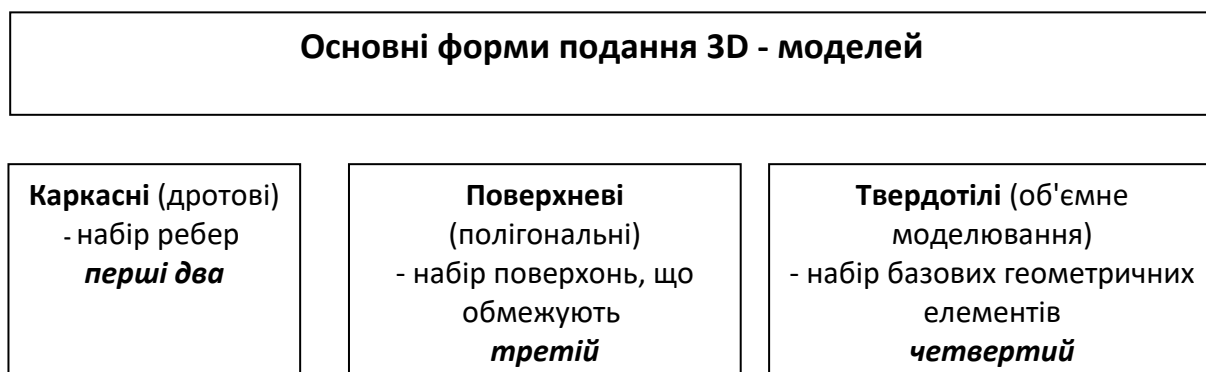 Основні форми подання 3D - моделей
Каркасні (дротові)
- набір ребер
перші два
Поверхневі
(полігональні)
- набір поверхонь, що
обмежують
третій
Твердотілі (об'ємне
моделювання)
- набір базових геометричних
елементів
четвертий